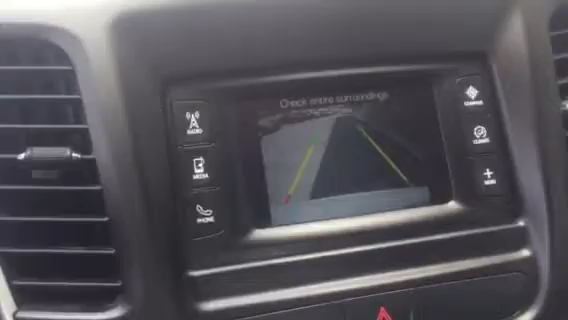 Check entire surroundings
RADIO
MEDIA
PHONE
COMPASS
CLIMATE
MORE